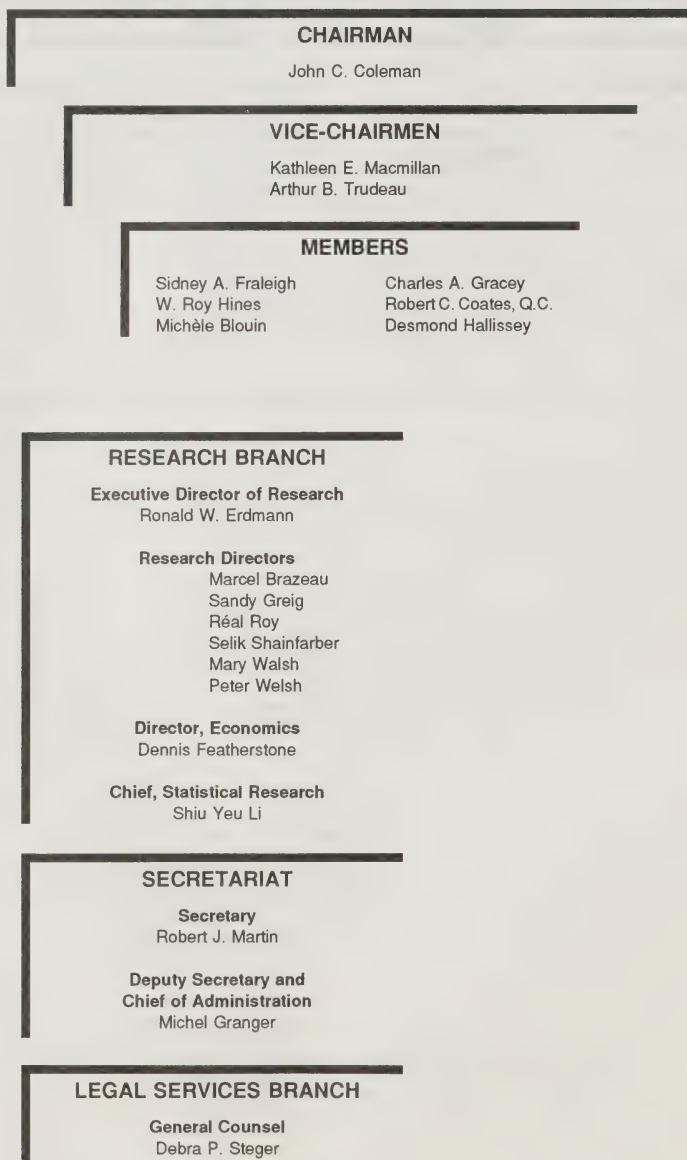 CHAIRMAN
John C. Coleman
VICE-CHAIRMEN
Kathleen E. Macmillan
Arthur B. Trudeau
MEMBERS
Sidney A. Fraleigh
W. Roy Hines
Michèle Blouin
Charles A. Gracey
Robert C. Coates, Q.C.
Desmond Hallissey
RESEARCH BRANCH
Executive Director of Research
Ronald W. Erdmann
Research Directors
Marcel Brazeau
Sandy Greig
Réal Roy
Selik Shainfarber
Mary Walsh
Peter Welsh
Director, Economics
Dennis Featherstone
Chief, Statistical Research
Shiu Yeu Li
SECRETARIAT
Secretary
Robert J. Martin
Deputy Secretary and
Chief of Administration
Michel Granger
LEGAL SERVICES BRANCH
General Counsel
Debra P. Steger